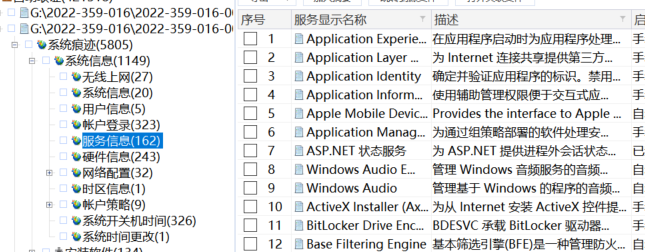 G:\2022-359-016\2022-359-016-0
G:\2022-359-016\2022-359-016-0
系统痕迹(5805)
系统信息(1149)
无线上网(27)
系统信息(20)
用户信息(5)
帐户登录(323)
服务信息(162)
硬件信息(243)
网络配置(32)
时区信息(1)
帐户策略(9)
系统开关机时间(326)
系统时间更改(1)
序号 服务显示名称 描述 启
1 Application Experie... 在应用程序启动时为应用程序处理... 手
2 Application Layer ... 为 Internet 连接共享提供第三方... 手
3 Application Identity 确定并验证应用程序的标识。禁用... 手
4 Application Inform... 使用辅助管理权限便于交互式应... 手
5 Apple Mobile Devic... Provides the interface to Apple ... 自
6 Application Manag... 为通过组策略部署的软件处理安... 手
7 ASP.NET 状态服务 为 ASP.NET 提供进程外会话状态... 已
8 Windows Audio E... 管理 Windows 音频服务的音频... 自
9 Windows Audio 管理基于 Windows 的程序的音频... 自
10 ActiveX Installer (Ax... 为从 Internet 安装 ActiveX 控件提... 手
11 BitLocker Drive Enc... BDESVC 承载 BitLocker 驱动器... 手
12 Base Filtering Engine 基本筛选引擎(BFE)是一种管理防火... 自